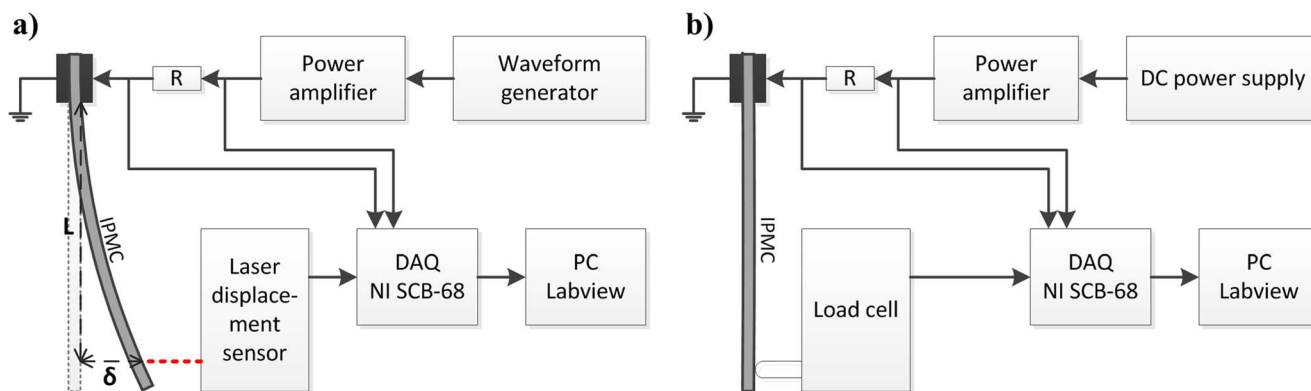 a)
R
Power
amplifier
Waveform
generator
L
IPMC
δ
Laser
displace-
ment
sensor
DAQ
NI SCB-68
PC
Labview
b)
R
Power
amplifier
DC power supply
IPMC
Load cell
DAQ
NI SCB-68
PC
Labview